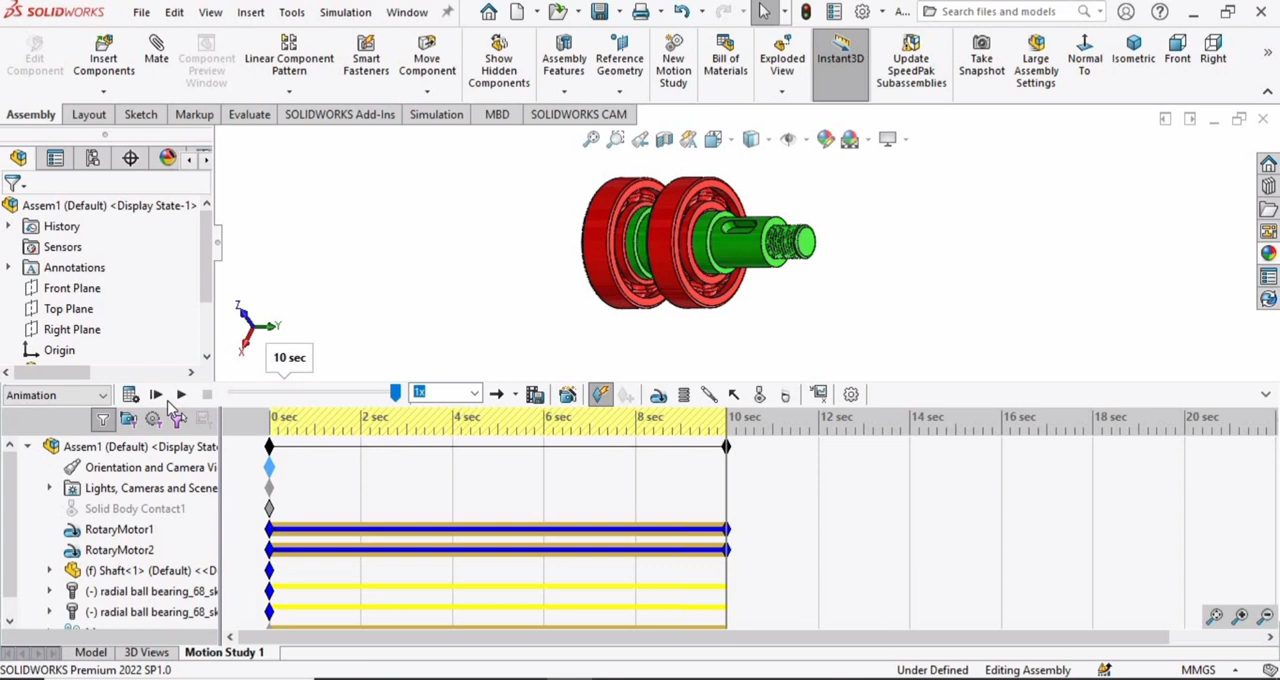 SOLIDWORKS File Edit View Insert Tools Simulation Window A... Search files and models
Edit Component
Insert Components
Mate
Component Preview Window
Linear Component Pattern
Smart Fasteners
Move Component
Show Hidden Components
Assembly Features
Reference Geometry
New Motion Study
Bill of Materials
Exploded View
Instant3D
Update SpeedPak Subassemblies
Take Snapshot
Large Assembly Settings
Normal To
Isometric
Front
Right
Assembly Layout Sketch Markup Evaluate SOLIDWORKS Add-Ins Simulation MBD SOLIDWORKS CAM
Assem1 (Default) <Display State-1>
History
Sensors
Annotations
Front Plane
Top Plane
Right Plane
Origin
Z
Y
X
10 sec
Animation 1x
0 sec 2 sec 4 sec 6 sec 8 sec 10 sec 12 sec 14 sec 16 sec 18 sec 20 sec
Assem1 (Default) <Display State
Orientation and Camera Vi
Lights, Cameras and Scene
Solid Body Contact1
RotaryMotor1
RotaryMotor2
(f) Shaft<1> (Default) <<D
(-) radial ball bearing_68_sk
(-) radial ball bearing_68_sk
Model 3D Views Motion Study 1
SOLIDWORKS Premium 2022 SP1.0 Under Defined Editing Assembly MMGS